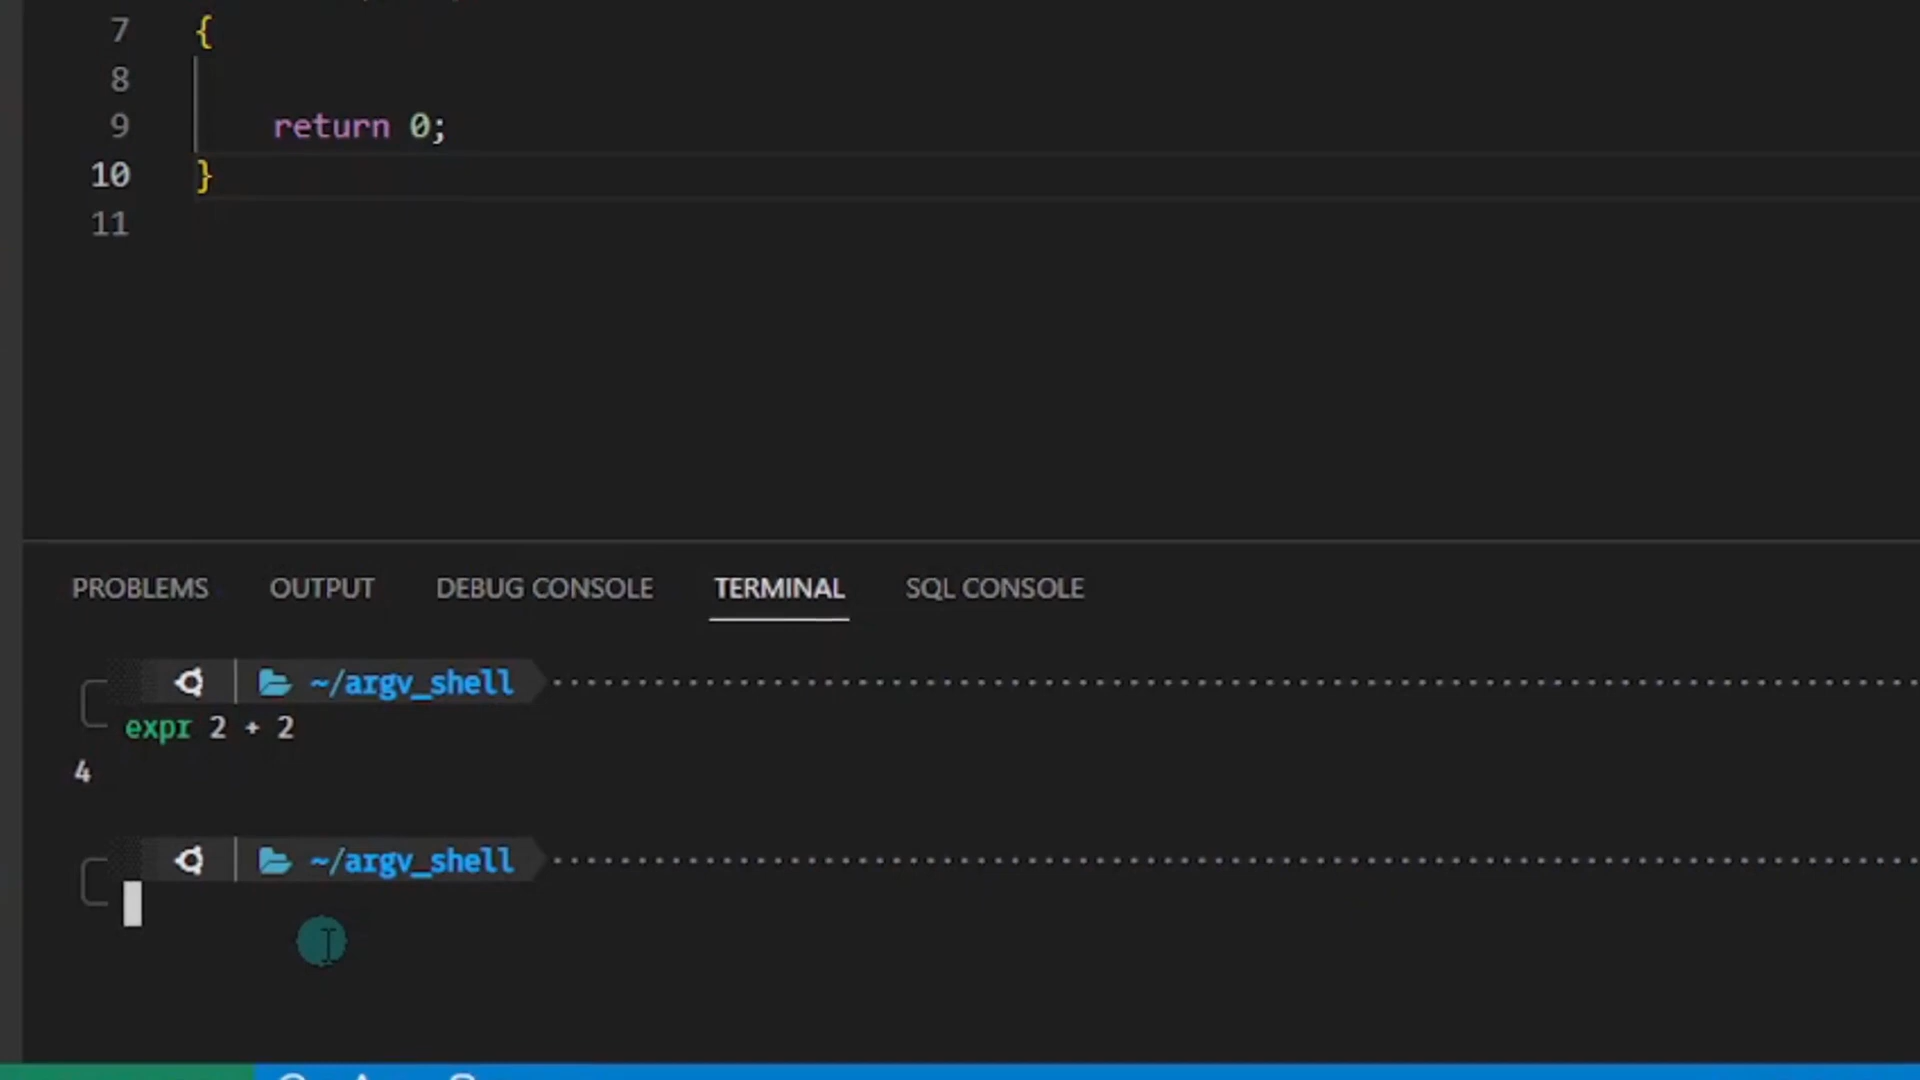 7 {
8
9 return 0;
10 }
11
PROBLEMS OUTPUT DEBUG CONSOLE TERMINAL SQL CONSOLE
~/argv_shell
expr 2 + 2
4
~/argv_shell